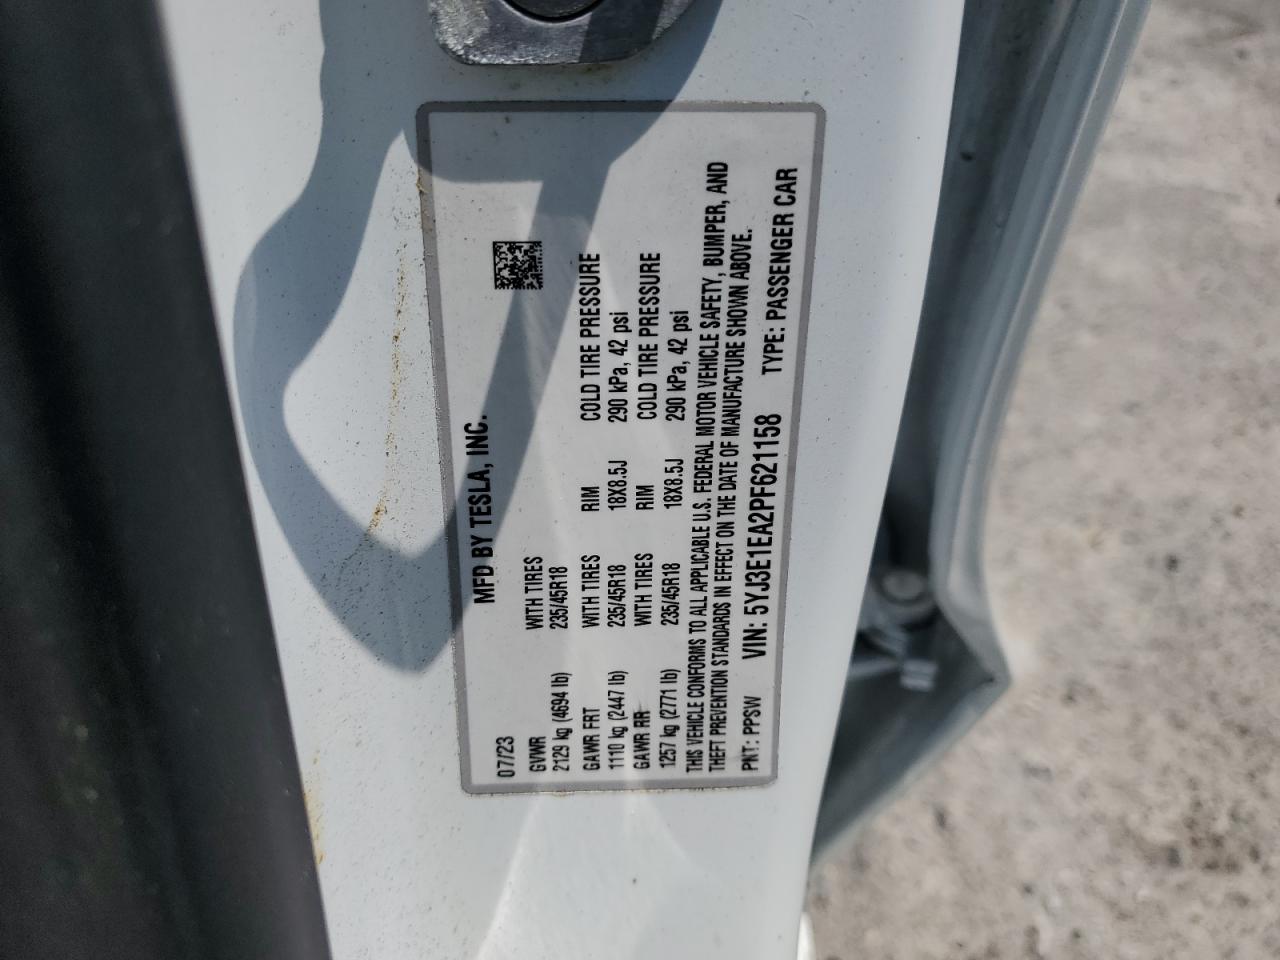 MFD BY TESLA, INC.
07/23
GVWR WITH TIRES
2129 kg (4694 lb) 235/45R18
GAWR FRT WITH TIRES RIM COLD TIRE PRESSURE
1110 kg (2447 lb) 235/45R18 18X8.5J 290 kPa, 42 psi
GAWR RR WITH TIRES RIM COLD TIRE PRESSURE
1257 kg (2771 lb) 235/45R18 18X8.5J 290 kPa, 42 psi
THIS VEHICLE CONFORMS TO ALL APPLICABLE U.S. FEDERAL MOTOR VEHICLE SAFETY, BUMPER, AND
THEFT PREVENTION STANDARDS IN EFFECT ON THE DATE OF MANUFACTURE SHOWN ABOVE.
PNT: PPSW VIN: 5YJ3E1EA2PF621158 TYPE: PASSENGER CAR